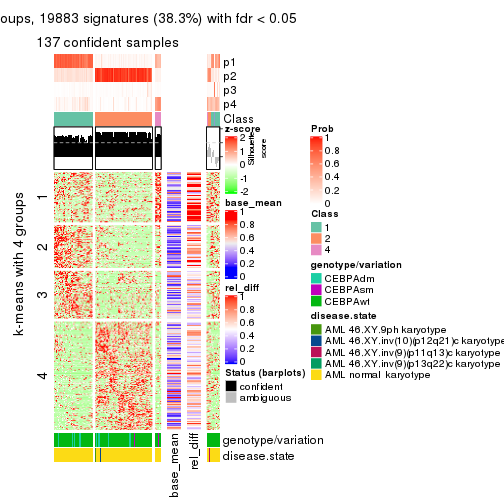 oups, 19883 signatures (38.3%) with fdr < 0.05
137 confident samples
p1
p2
p3
p4
Class
Silhouette
score
k-means with 4 groups
1
2
3
4
genotype/variation
disease.state
base_mean
rel_diff
z-score
2
1
0
-1
-2
base_mean
1
0.8
0.6
0.4
0.2
0
rel_diff
1
0.8
0.6
0.4
0.2
0
Status (barplots)
confident
ambiguous
Prob
1
0.8
0.6
0.4
0.2
0
Class
1
2
4
genotype/variation
CEBPAdm
CEBPAsm
CEBPAwt
disease.state
AML 46.XY.9ph karyotype
AML 46.XY.inv(10)(p12q21)c karyotype
AML 46.XY.inv(9)(p11q13)c karyotype
AML 46.XY.inv(9)(p13q22)c karyotype
AML normal karyotype